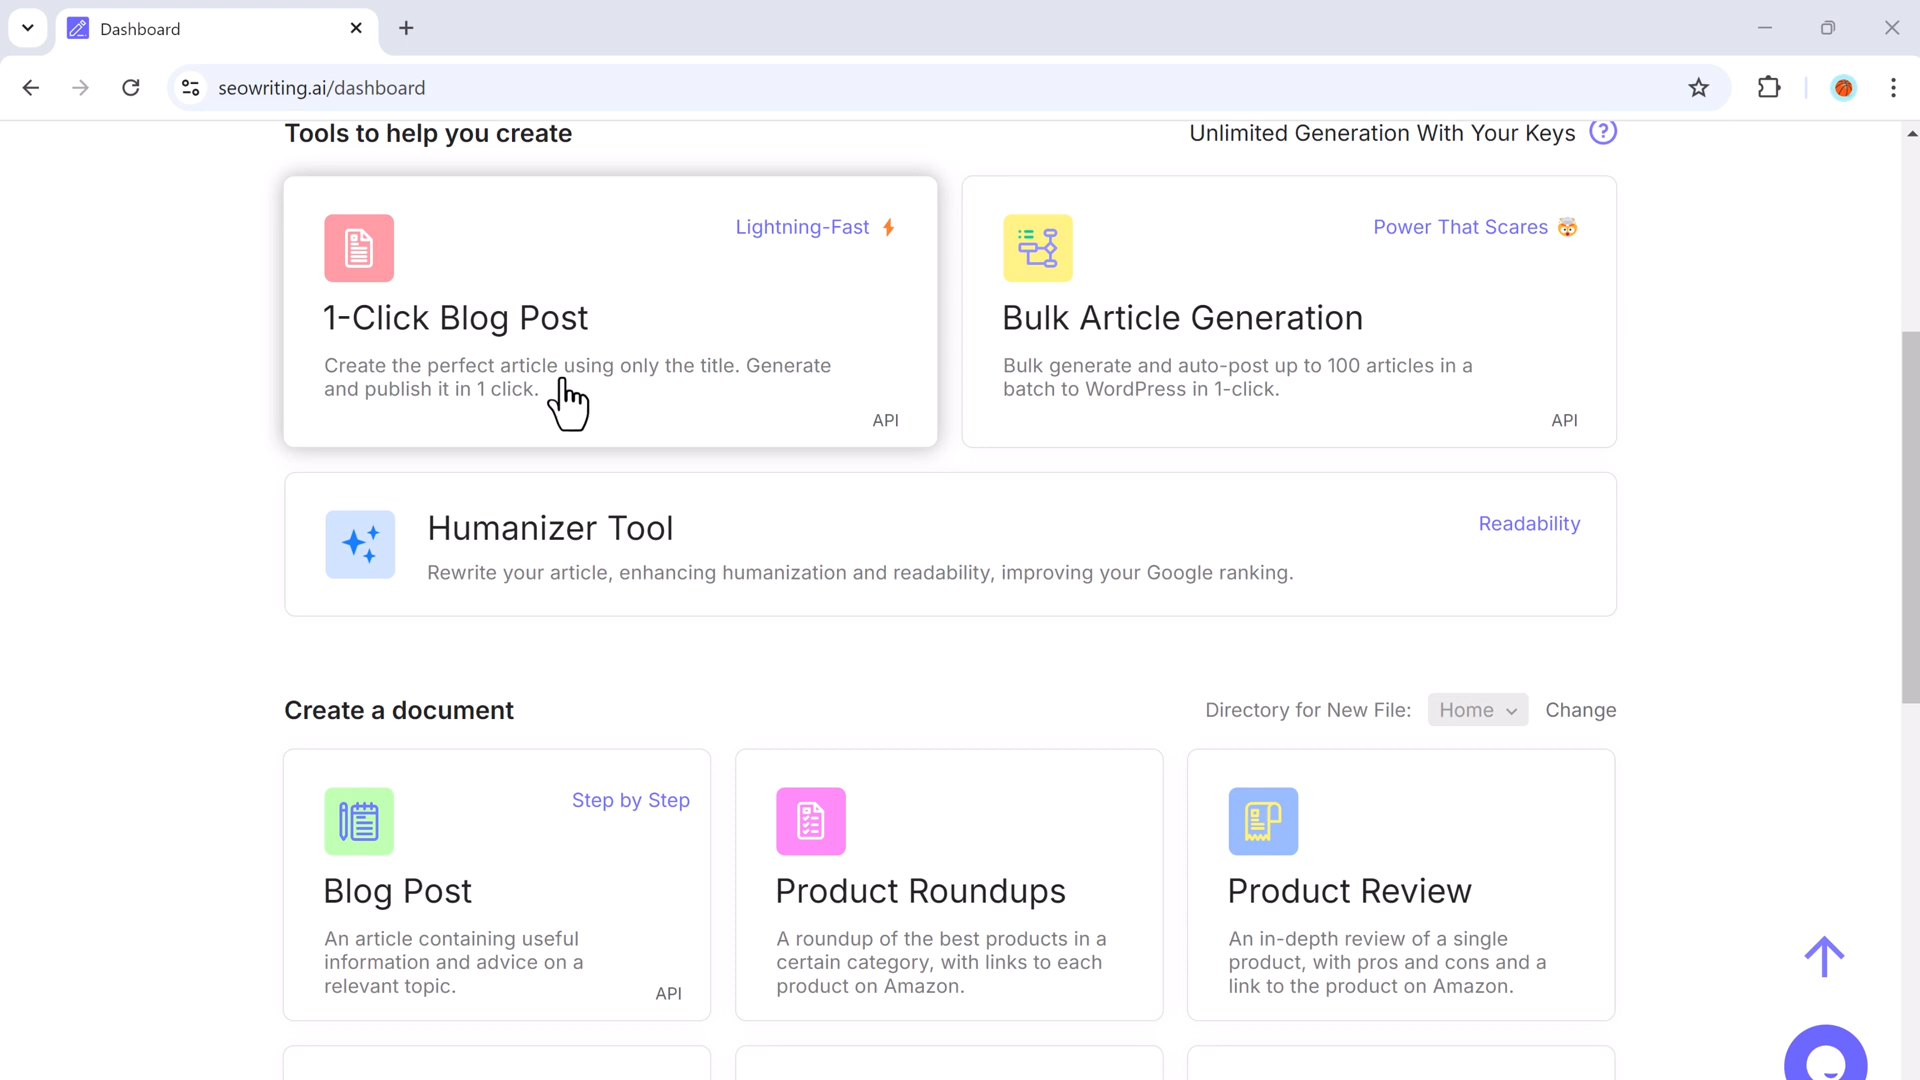 Dashboard
seowriting.ai/dashboard
Tools to help you create
Unlimited Generation With Your Keys ?
Lightning-Fast
1-Click Blog Post
Create the perfect article using only the title. Generate
and publish it in 1 click.
API
Power That Scares 🤯
Bulk Article Generation
Bulk generate and auto-post up to 100 articles in a
batch to WordPress in 1-click.
API
Humanizer Tool
Readability
Rewrite your article, enhancing humanization and readability, improving your Google ranking.
Create a document
Directory for New File: Home Change
Step by Step
Blog Post
An article containing useful
information and advice on a
relevant topic.
API
Product Roundups
A roundup of the best products in a
certain category, with links to each
product on Amazon.
Product Review
An in-depth review of a single
product, with pros and cons and a
link to the product on Amazon.